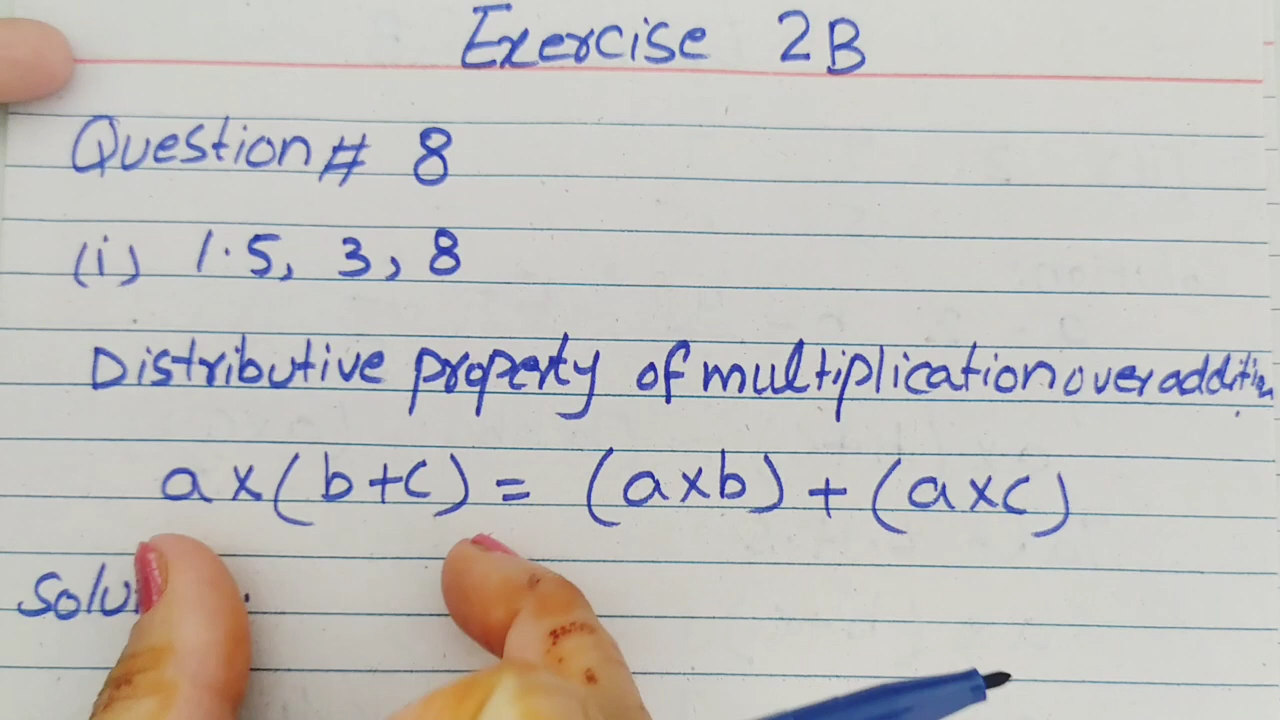 Exercise 2B
Question # 8
(i) 1.5, 3, 8
Distributive property of multiplication over addition
a×(b+c) = (a×b) + (a×c)